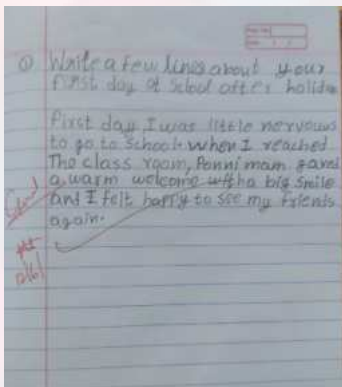 Write a few lines about your
first day of School after holidays
First day I was little nervous
to go to School. when I reached
The class room, Ponni mam gave
a warm welcome with a big smile
and I felt happy to see my friends
again.